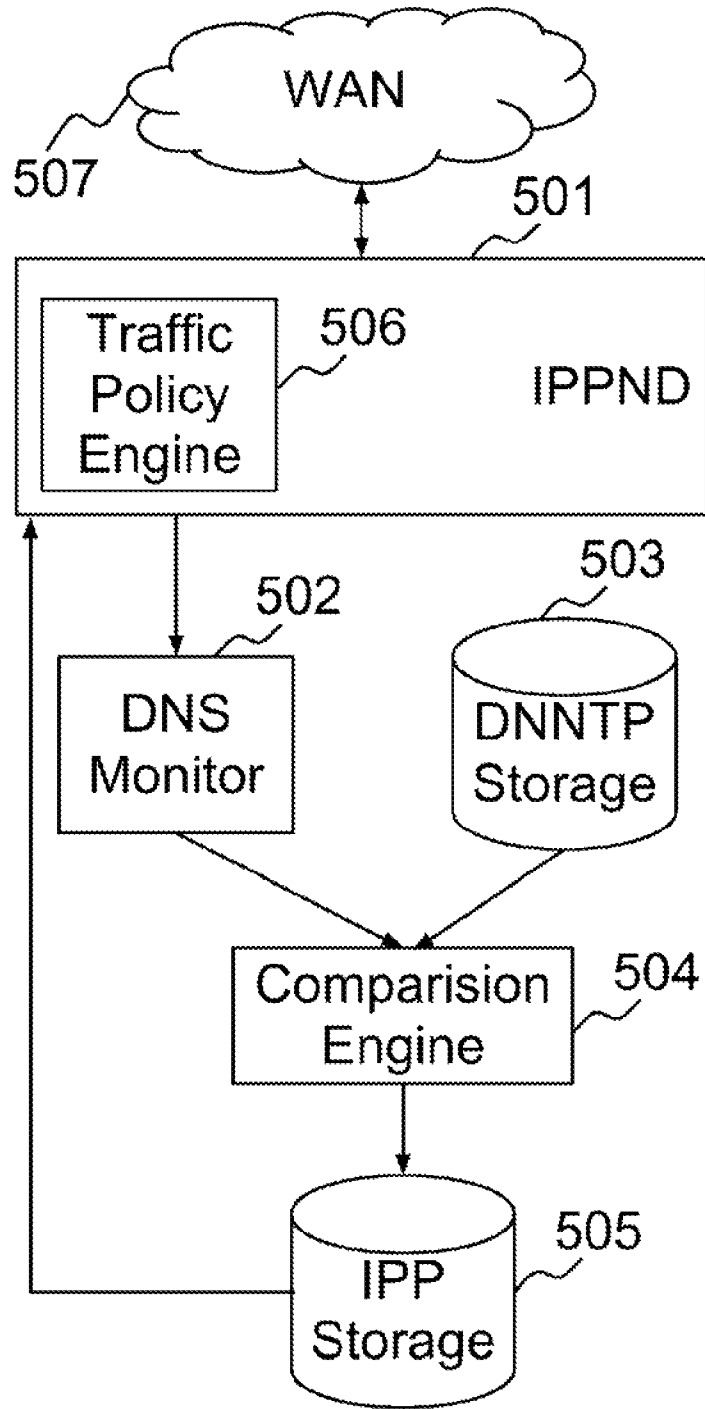 WAN
507
501
Traffic
Policy
Engine
506
IPPND
502
503
DNS
Monitor
DNNTP
Storage
Comparision
Engine
504
IPP
Storage
505